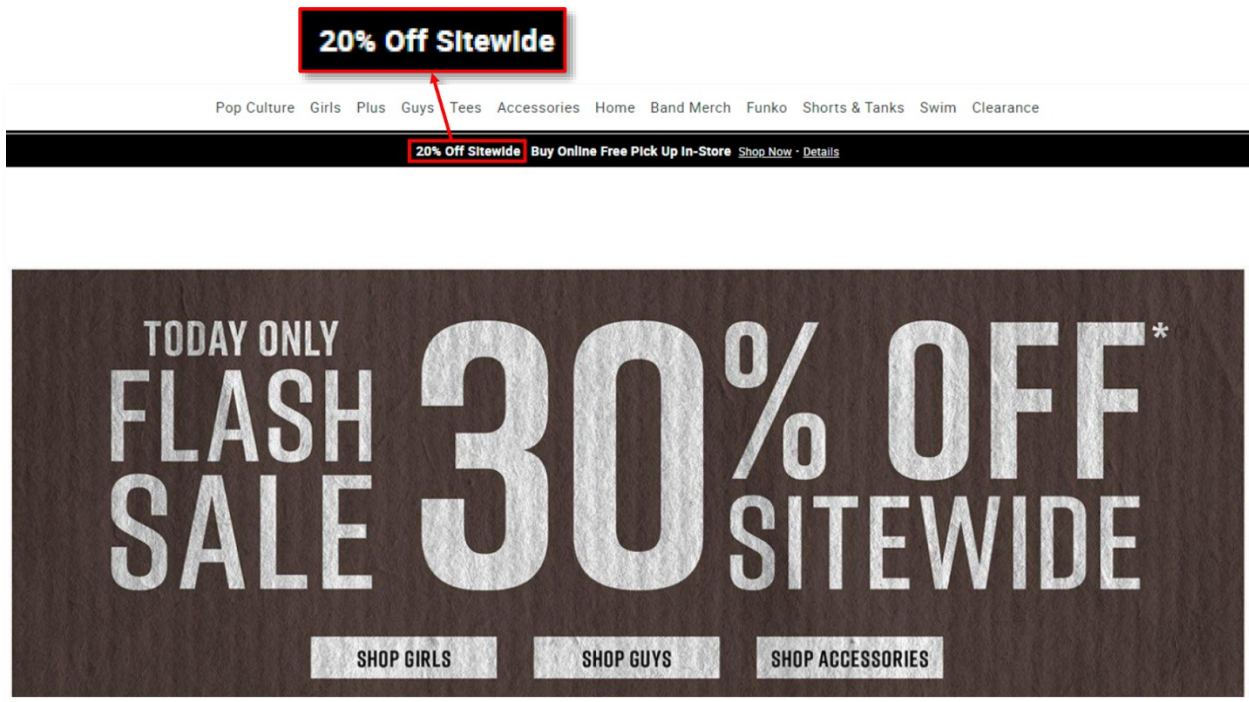 20% Off Sitewide
Pop Culture Girls Plus Guys Tees Accessories Home Band Merch Funko Shorts & Tanks Swim Clearance
20% Off Sitewide Buy Online Free Pick Up In-Store Shop Now · Details
TODAY ONLY
FLASH
SALE
30% OFF*
SITEWIDE
SHOP GIRLS SHOP GUYS SHOP ACCESSORIES